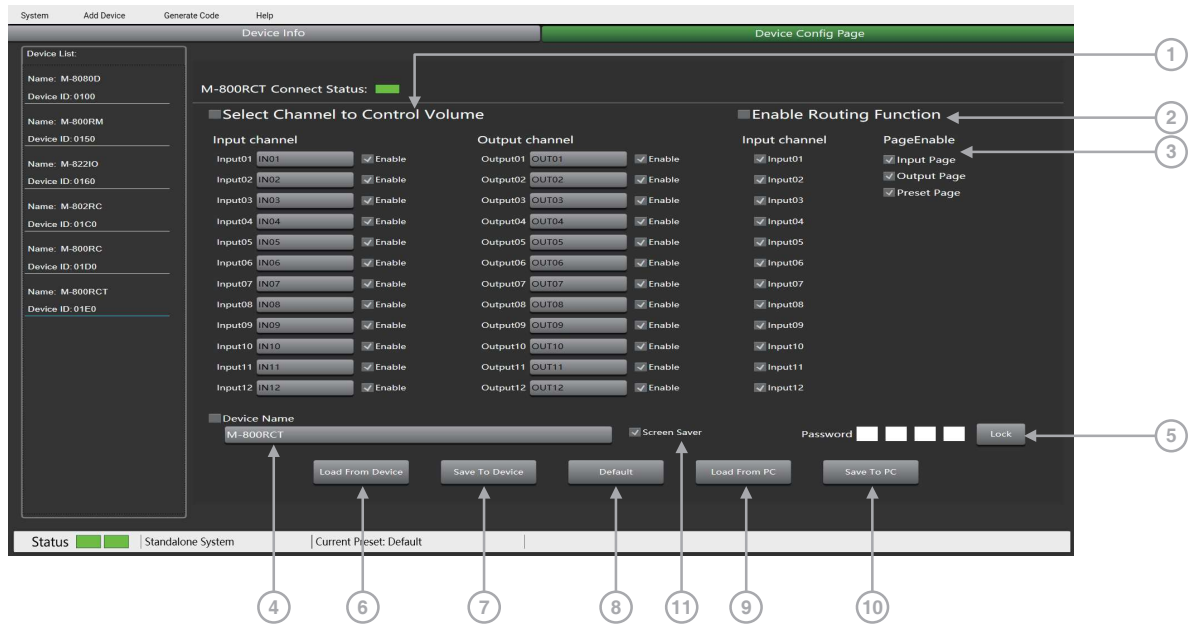 System Add Device Generate Code Help
Device Info Device Config Page
Device List:
Name: M-8080D
Device ID: 0100
Name: M-800RM
Device ID: 0150
Name: M-822IO
Device ID: 0160
Name: M-802RC
Device ID: 01C0
Name: M-800RC
Device ID: 01D0
Name: M-800RCT
Device ID: 01E0
M-800RCT Connect Status:
1
Select Channel to Control Volume Enable Routing Function
2
Input channel Output channel Input channel PageEnable
3
Input01 IN01 Enable Output01 OUT01 Enable Input01 Input Page
Input02 IN02 Enable Output02 OUT02 Enable Input02 Output Page
Input03 IN03 Enable Output03 OUT03 Enable Input03 Preset Page
Input04 IN04 Enable Output04 OUT04 Enable Input04
Input05 IN05 Enable Output05 OUT05 Enable Input05
Input06 IN06 Enable Output06 OUT06 Enable Input06
Input07 IN07 Enable Output07 OUT07 Enable Input07
Input08 IN08 Enable Output08 OUT08 Enable Input08
Input09 IN09 Enable Output09 OUT09 Enable Input09
Input10 IN10 Enable Output10 OUT10 Enable Input10
Input11 IN11 Enable Output11 OUT11 Enable Input11
Input12 IN12 Enable Output12 OUT12 Enable Input12
Device Name
M-800RCT Screen Saver Password Lock
5
Load From Device Save To Device Default Load From PC Save To PC
Status Standalone System Current Preset: Default
4 6 7 8 11 9 10